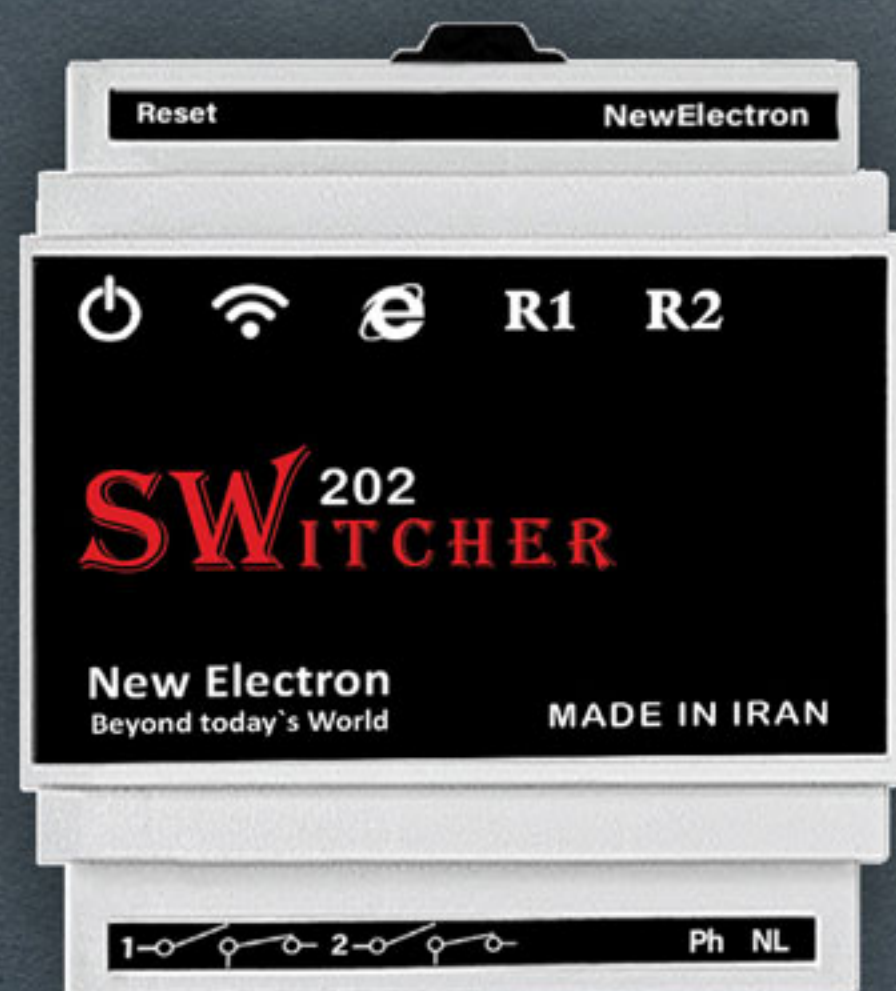 Reset NewElectron
R1 R2
202
SWITCHER
New Electron
Beyond today`s World
MADE IN IRAN
1 2 Ph NL